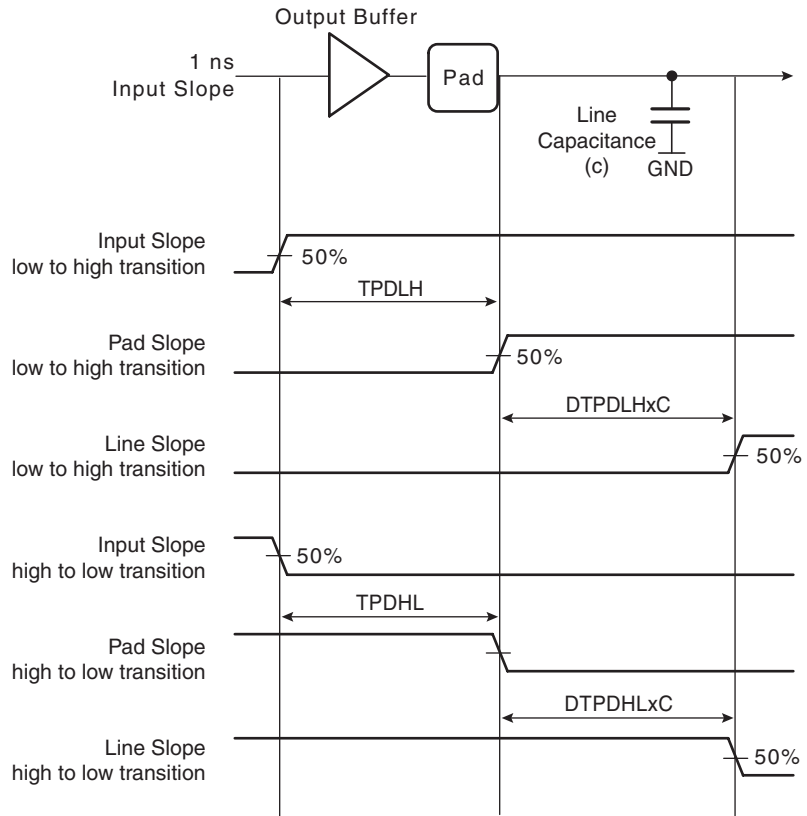 Output Buffer
1 ns
Input Slope
Pad
Line
Capacitance
(c)
GND
Input Slope
low to high transition
50%
TPDLH
Pad Slope
low to high transition
50%
DTPDLHxC
Line Slope
low to high transition
50%
Input Slope
high to low transition
50%
TPDHL
Pad Slope
high to low transition
DTPDHLxC
Line Slope
high to low transition
50%